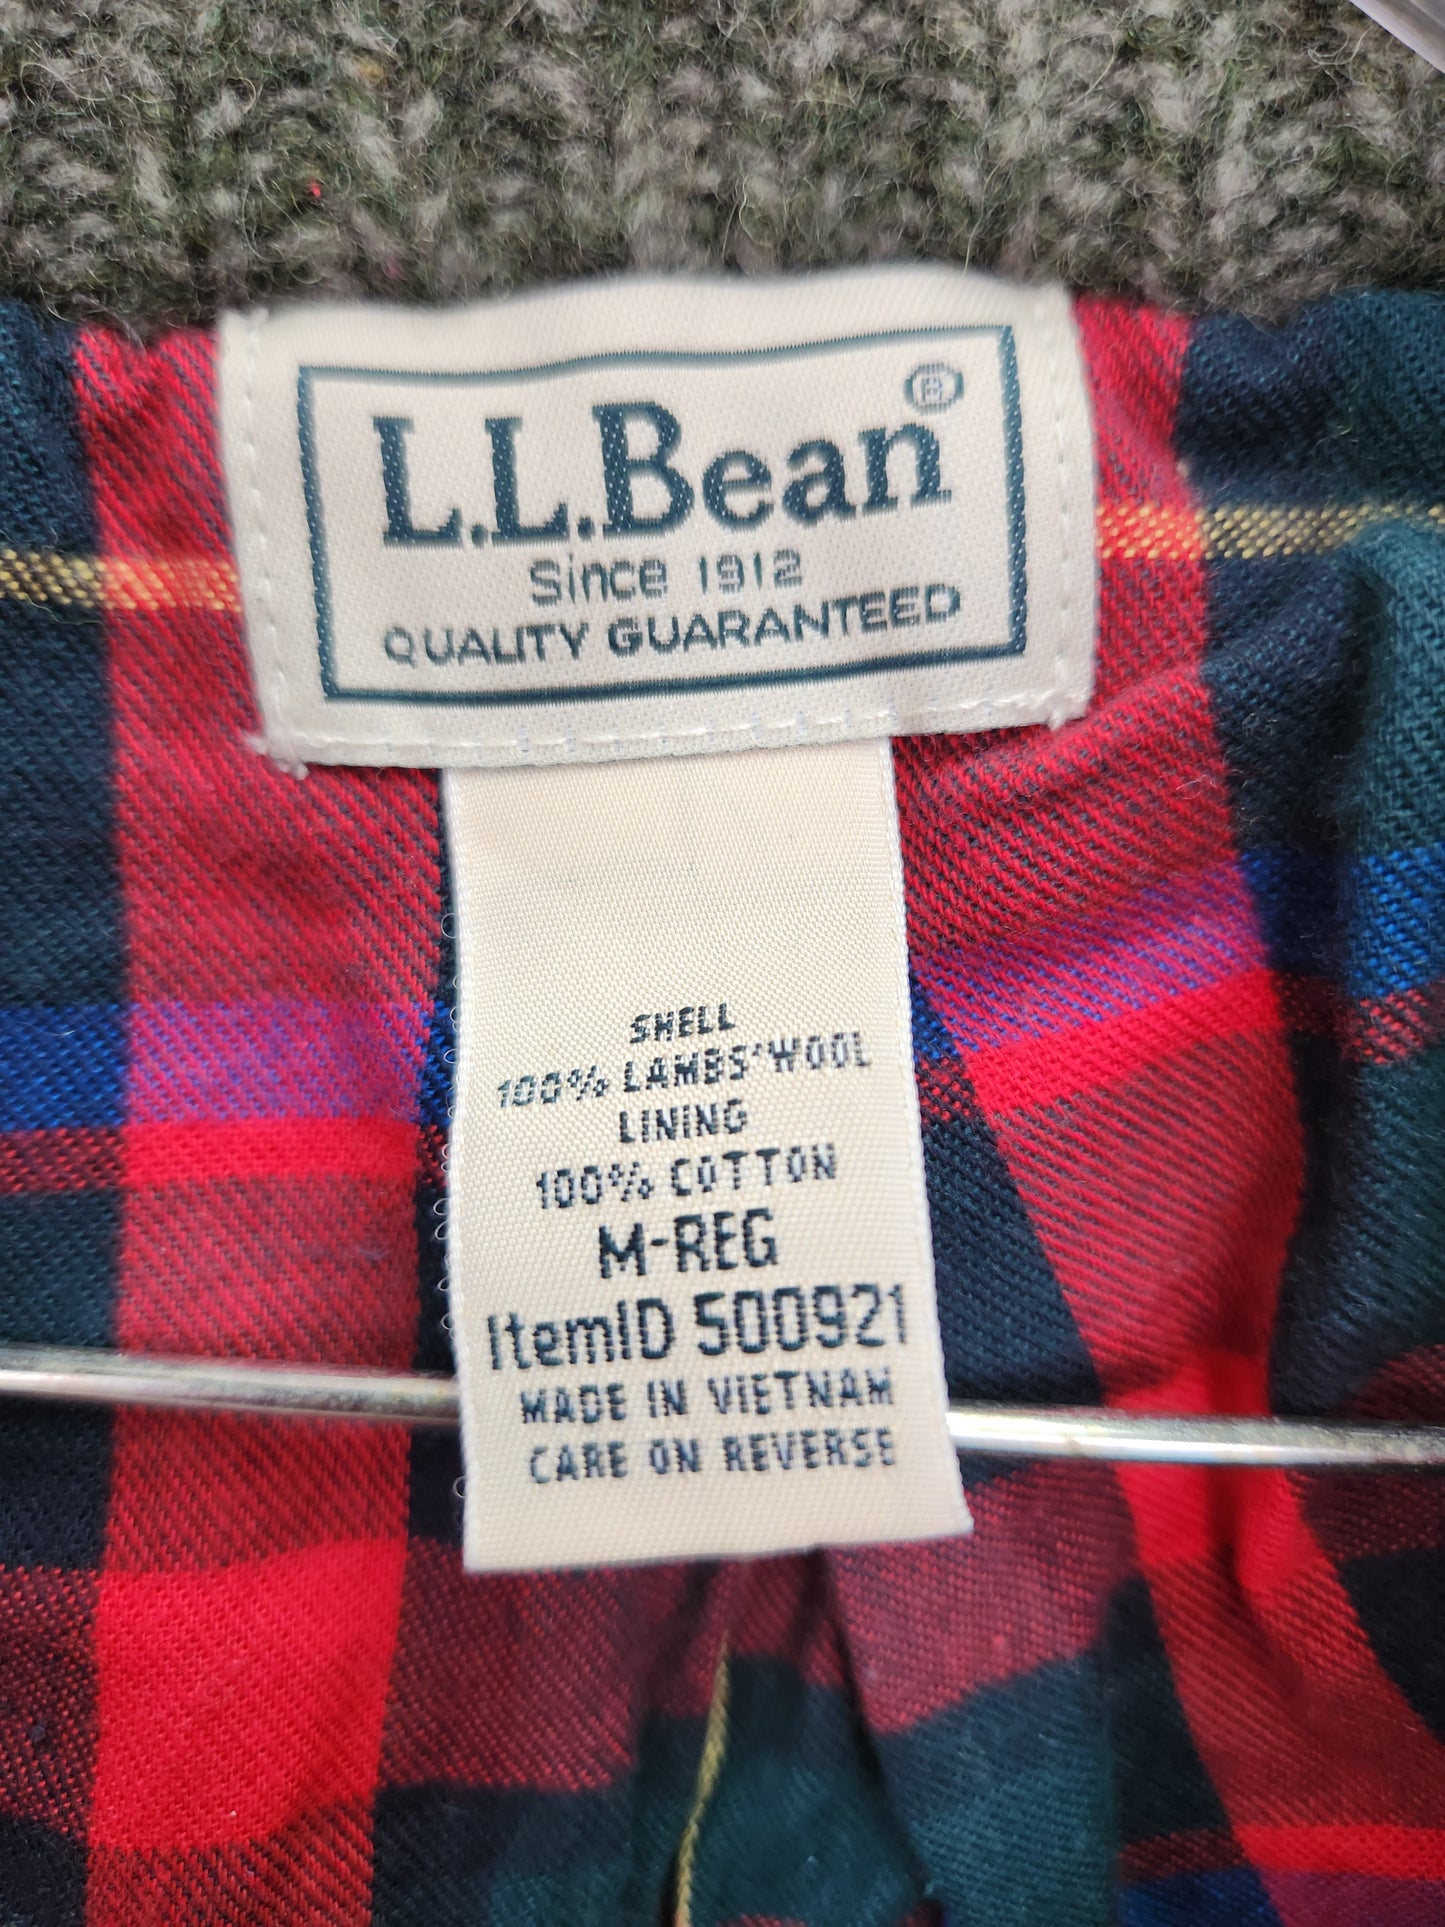 L.L.Bean®
Since 1912
QUALITY GUARANTEED
SHELL
100% LAMBS'WOOL
LINING
100% COTTON
M-REG
ItemID 500921
MADE IN VIETNAM
CARE ON REVERSE